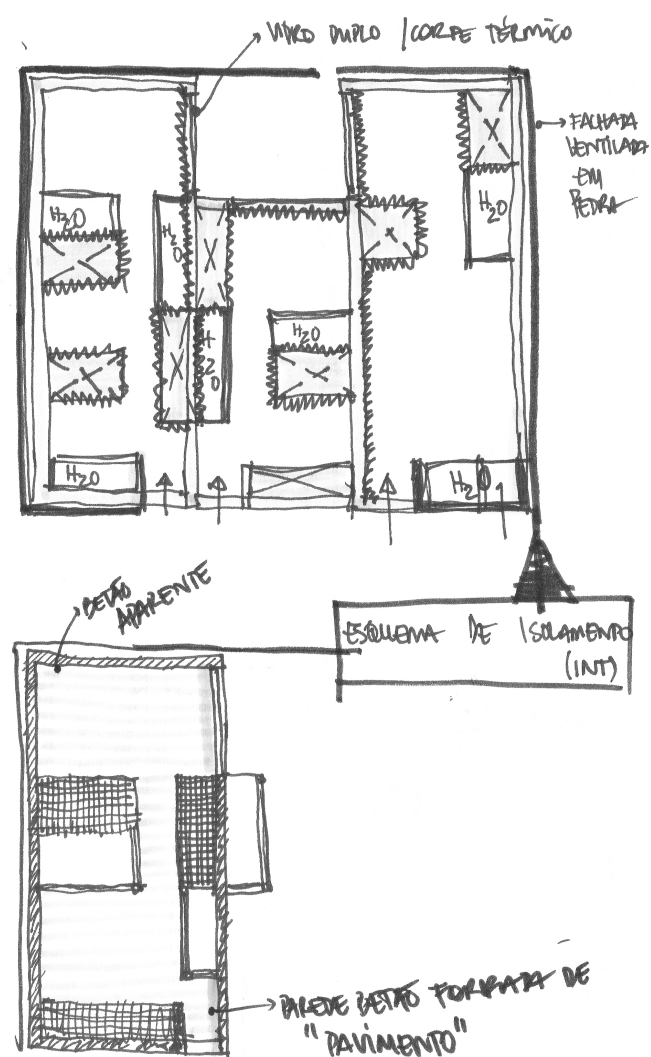 VIDRO DUPLO / CORTE TÉRMICO
FACHADA
VENTILADA
EM
PEDRA
H2O
H2O
H2O
H2O
H2O
H2O
H2O
ESQUEMA DE ISOLAMENTO
(INT)
BETÃO
APARENTE
PAREDE BETÃO FORRADA DE
"PAVIMENTO"